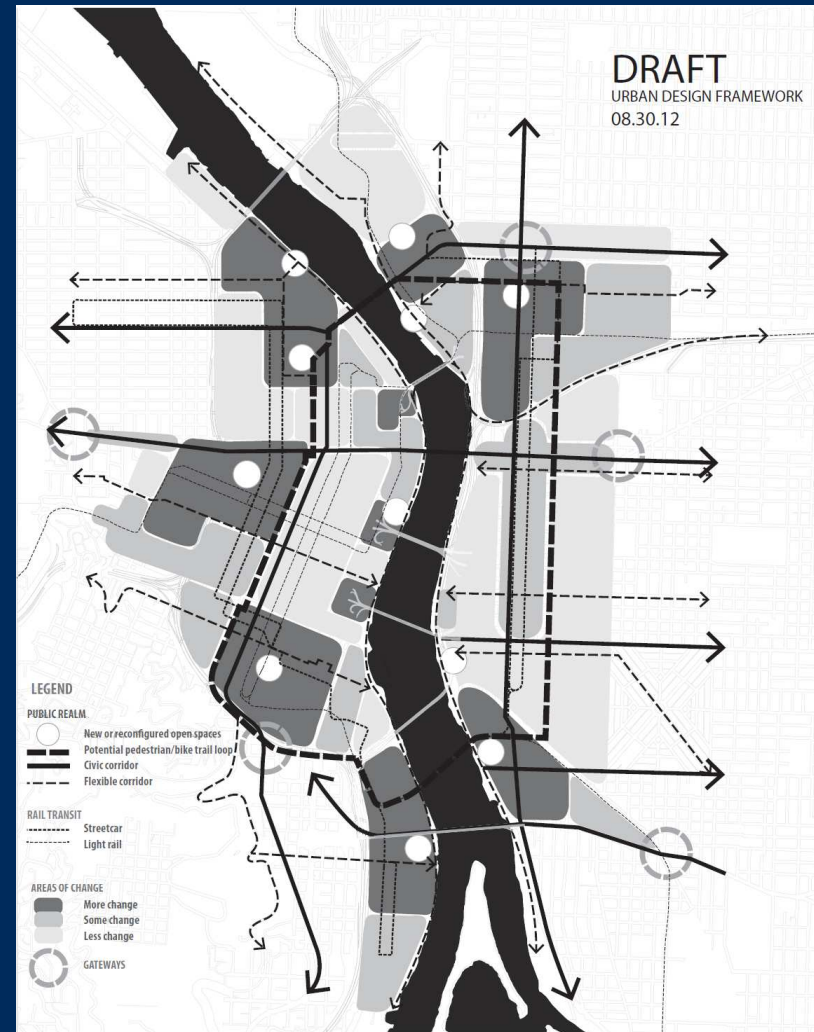 DRAFT
URBAN DESIGN FRAMEWORK
08.30.12
LEGEND
PUBLIC REALM
New or reconfigured open spaces
Potential pedestrian/bike trail loop
Civic corridor
Flexible corridor
RAIL TRANSIT
Streetcar
Light rail
AREAS OF CHANGE
More change
Some change
Less change
GATEWAYS